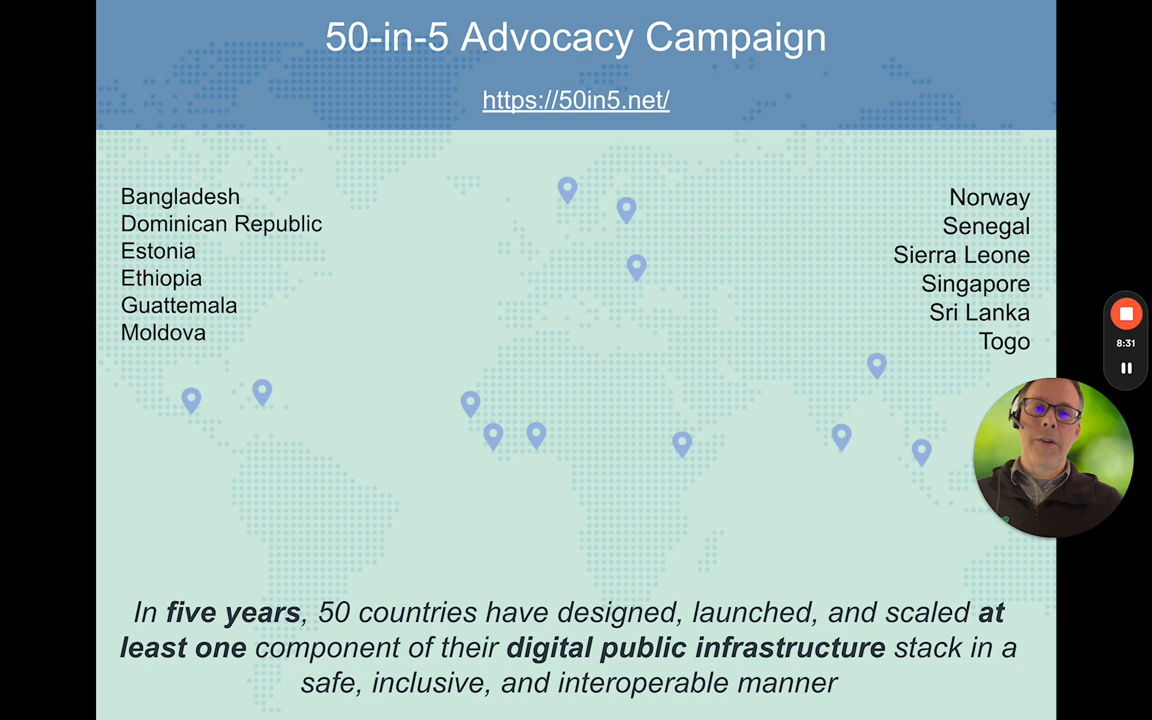 50-in-5 Advocacy Campaign
https://50in5.net/
Bangladesh
Dominican Republic
Estonia
Ethiopia
Guattemala
Moldova
Norway
Senegal
Sierra Leone
Singapore
Sri Lanka
Togo
8:31
In five years, 50 countries have designed, launched, and scaled at
least one component of their digital public infrastructure stack in a
safe, inclusive, and interoperable manner